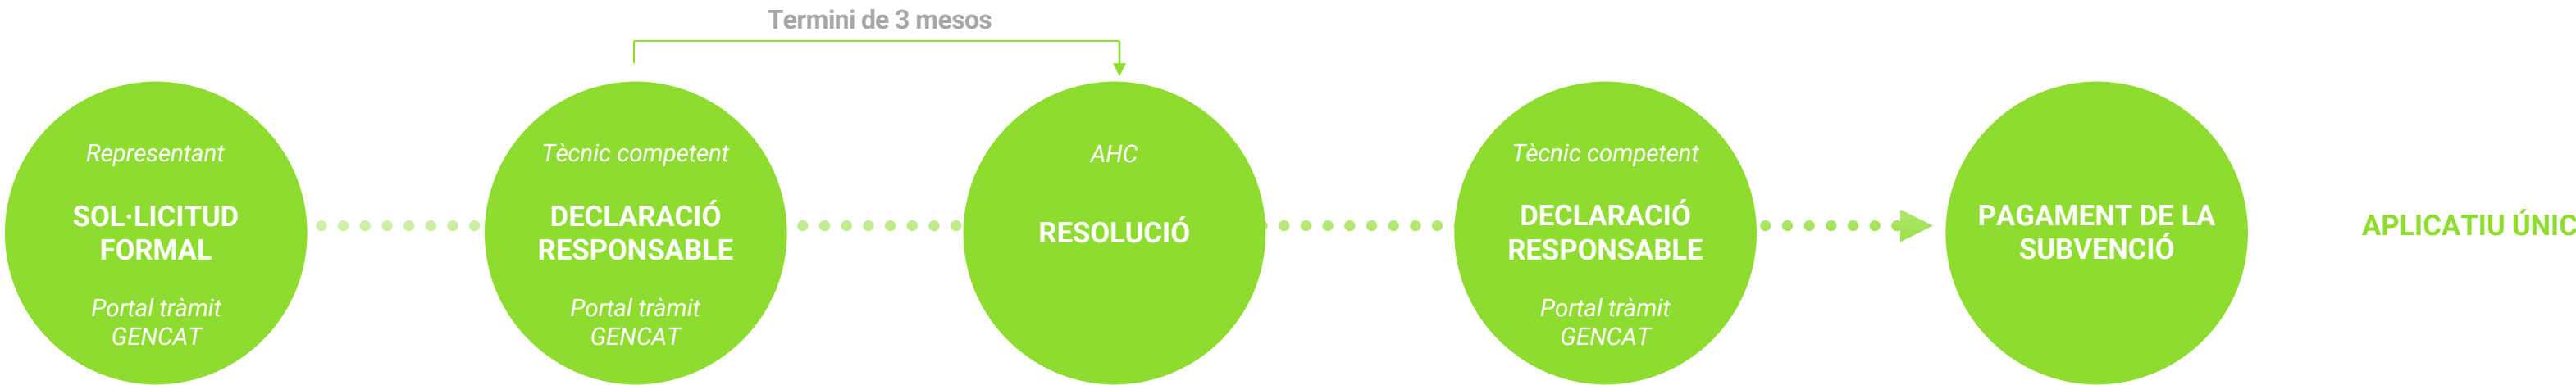 Termini de 3 mesos
Representant
SOL·LICITUD
FORMAL
Portal tràmit
GENCAT
Tècnic competent
DECLARACIÓ
RESPONSABLE
Portal tràmit
GENCAT
AHC
RESOLUCIÓ
Tècnic competent
DECLARACIÓ
RESPONSABLE
Portal tràmit
GENCAT
PAGAMENT DE LA
SUBVENCIÓ
APLICATIU ÚNIC